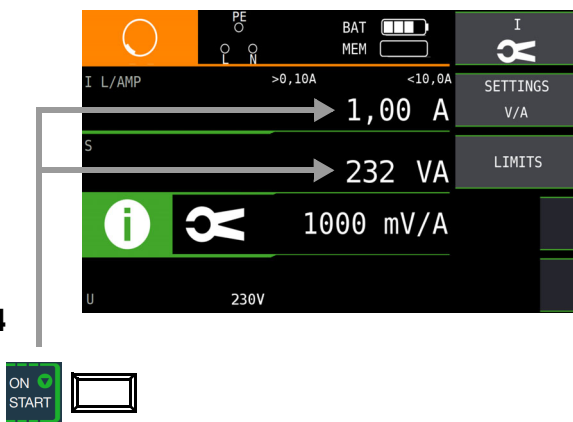 PE
L N
BAT
MEM
I
I L/AMP >0,10A <10,0A
1,00 A
SETTINGS
V/A
S
232 VA
LIMITS
i
1000 mV/A
U 230V
4
ON
START